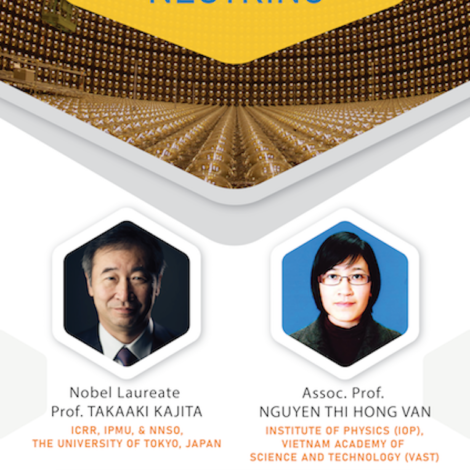 NEUTRINO
Nobel Laureate
Prof. TAKAAKI KAJITA
ICRR, IPMU, & NNSO,
THE UNIVERSITY OF TOKYO, JAPAN
Assoc. Prof.
NGUYEN THI HONG VAN
INSTITUTE OF PHYSICS (IOP),
VIETNAM ACADEMY OF
SCIENCE AND TECHNOLOGY (VAST)